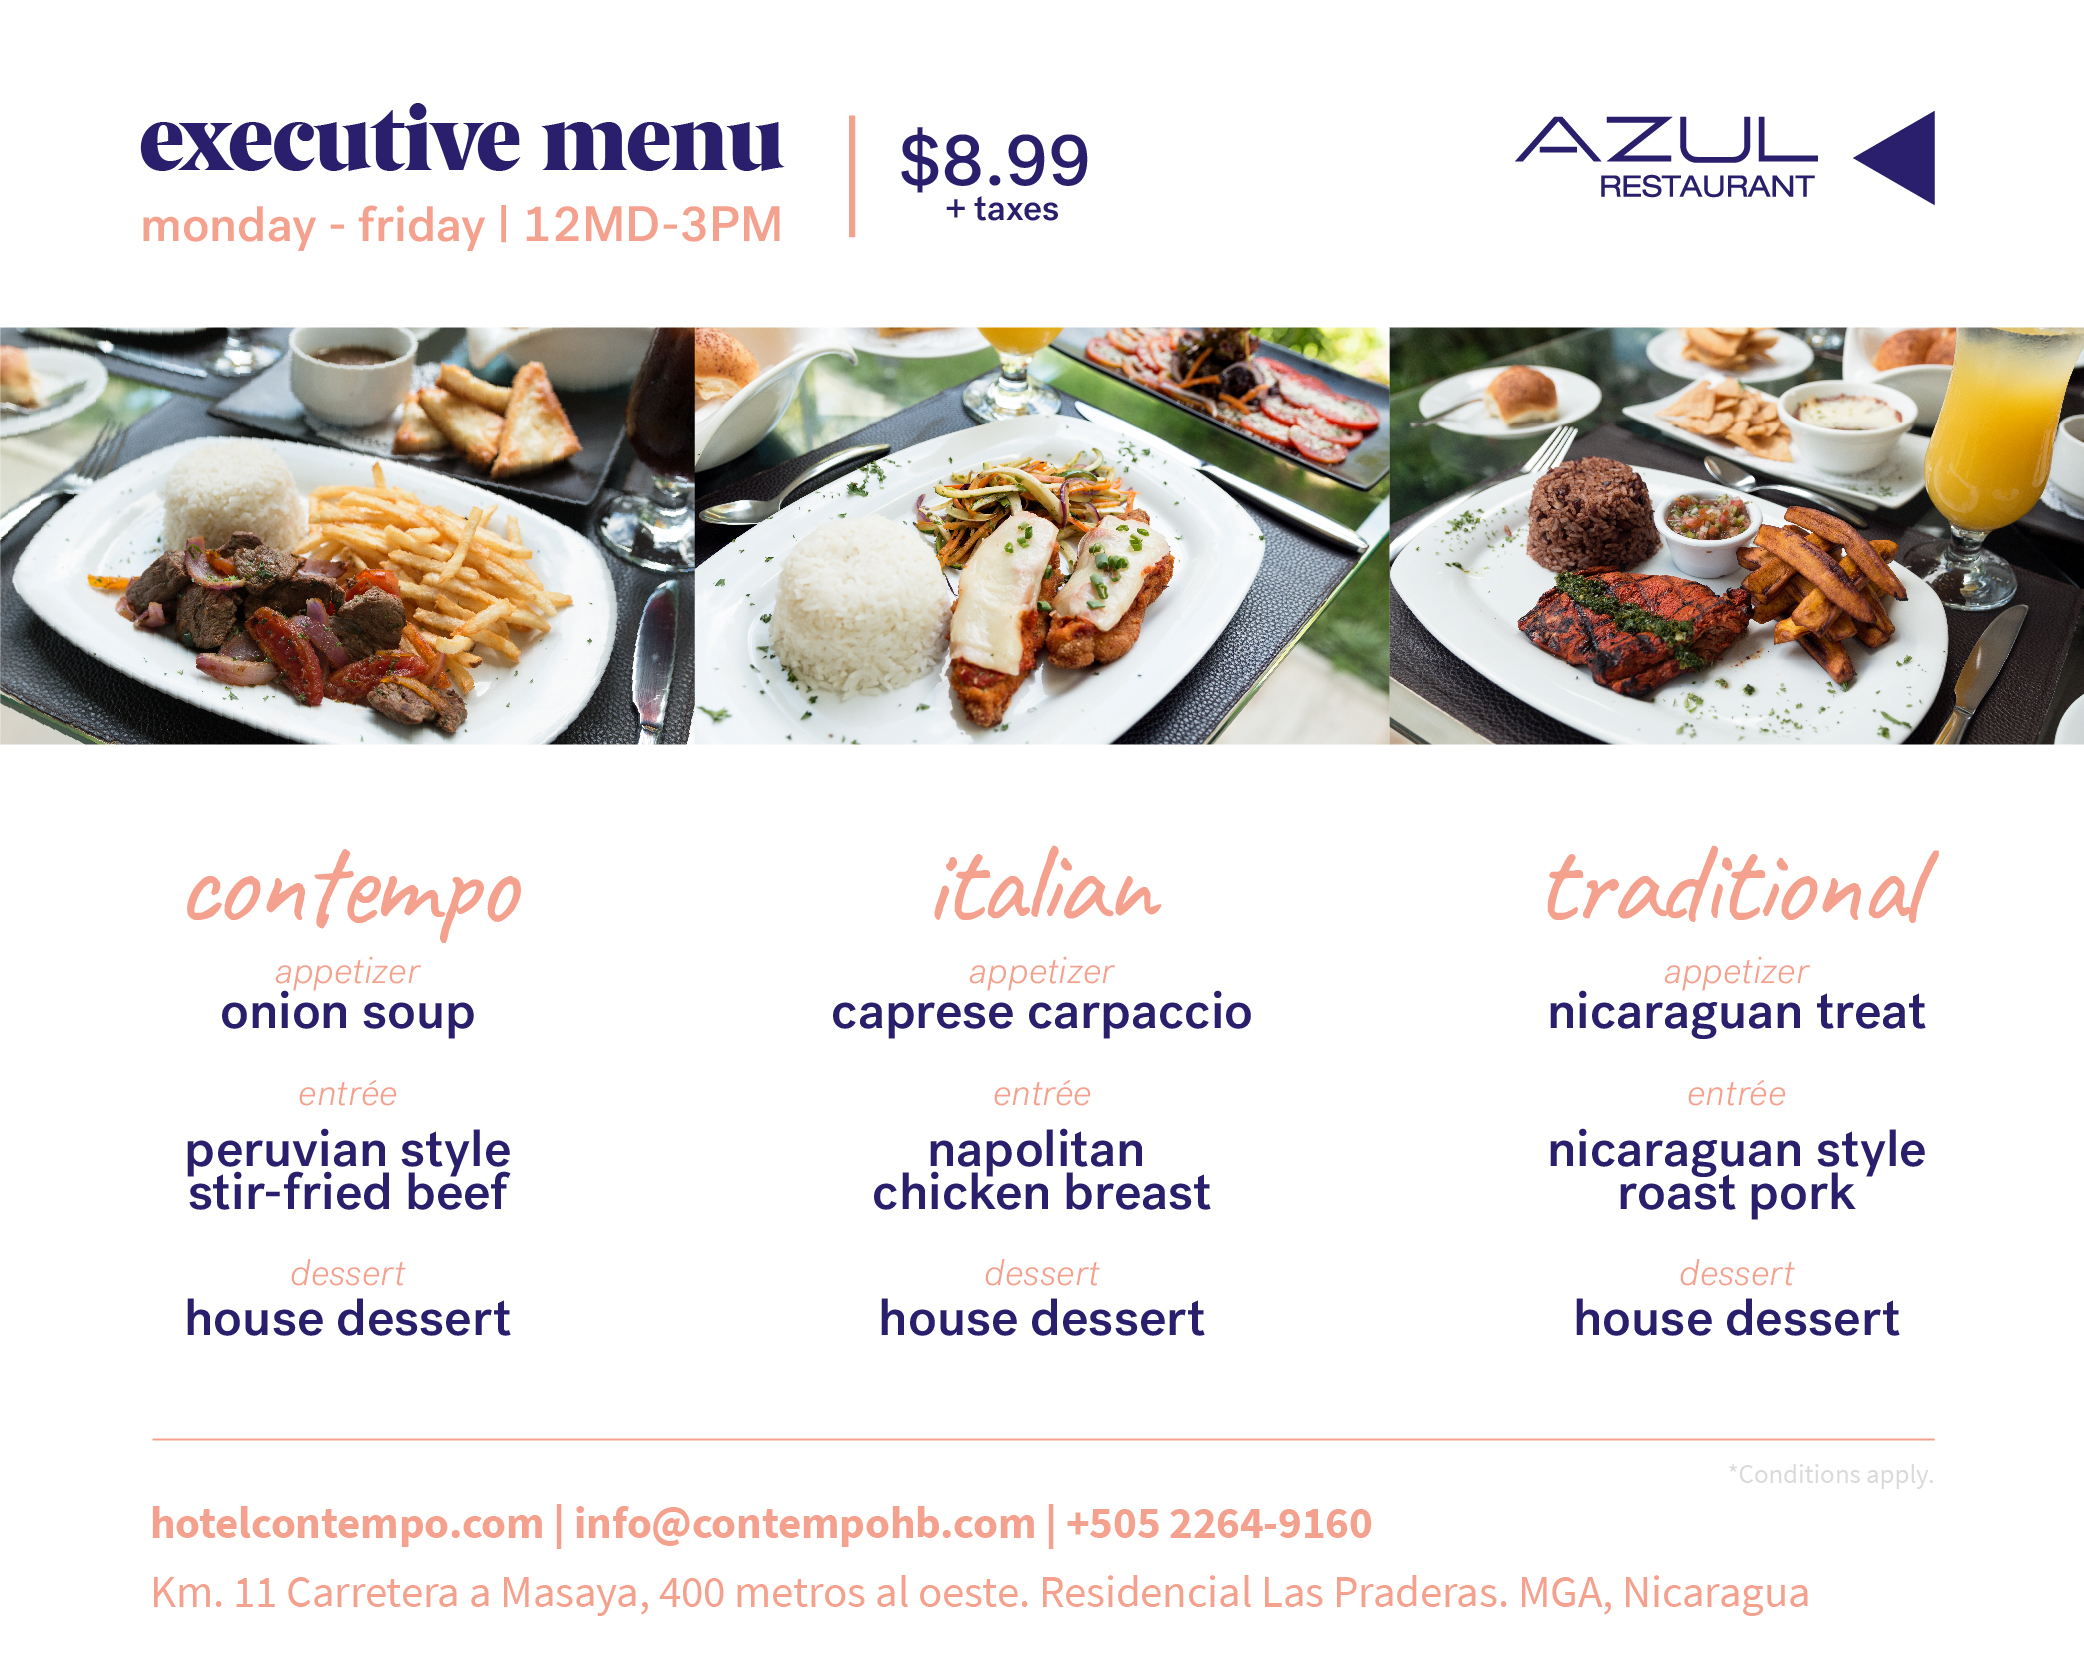 executive menu
monday - friday | 12MD-3PM
$8.99
+ taxes
AZUL
RESTAURANT
contempo
appetizer
onion soup
entrée
peruvian style
stir-fried beef
dessert
house dessert
italian
appetizer
caprese carpaccio
entrée
napolitan
chicken breast
dessert
house dessert
traditional
appetizer
nicaraguan treat
entrée
nicaraguan style
roast pork
dessert
house dessert
*Conditions apply.
hotelcontempo.com | info@contempohb.com | +505 2264-9160
Km. 11 Carretera a Masaya, 400 metros al oeste. Residencial Las Praderas. MGA, Nicaragua